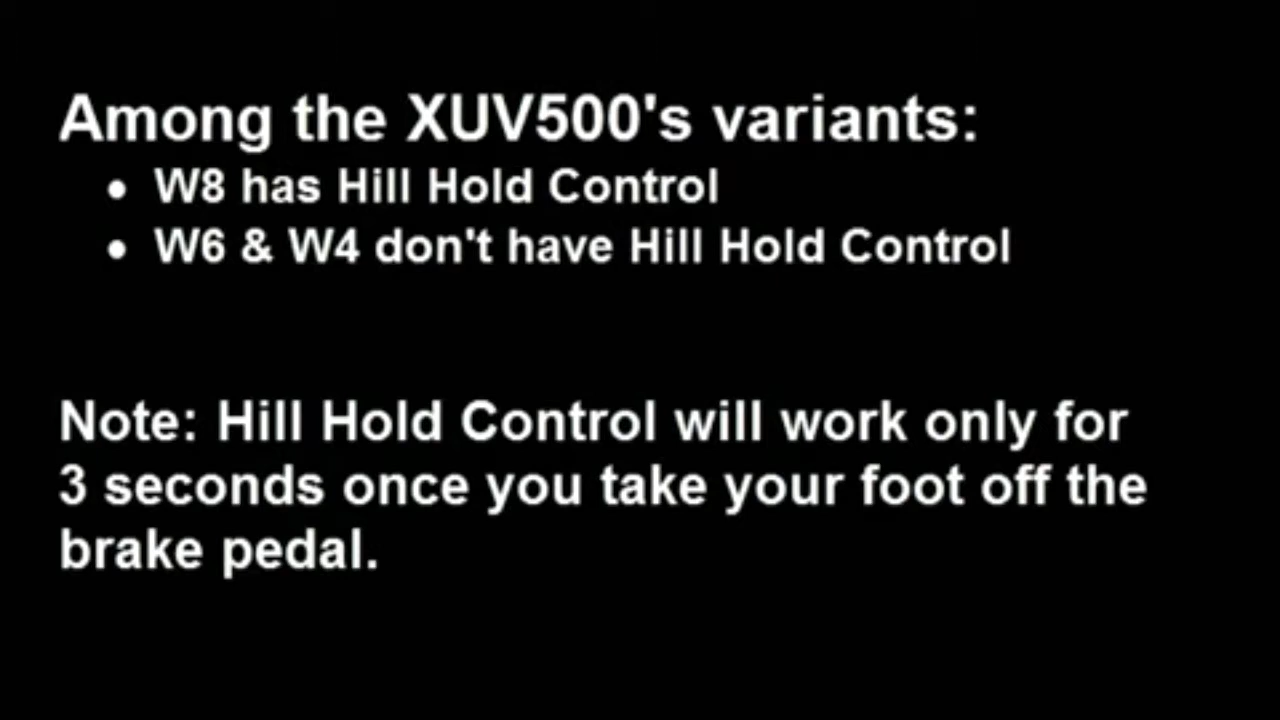 Among the XUV500's variants:
• W8 has Hill Hold Control
• W6 & W4 don't have Hill Hold Control
Note: Hill Hold Control will work only for
3 seconds once you take your foot off the
brake pedal.